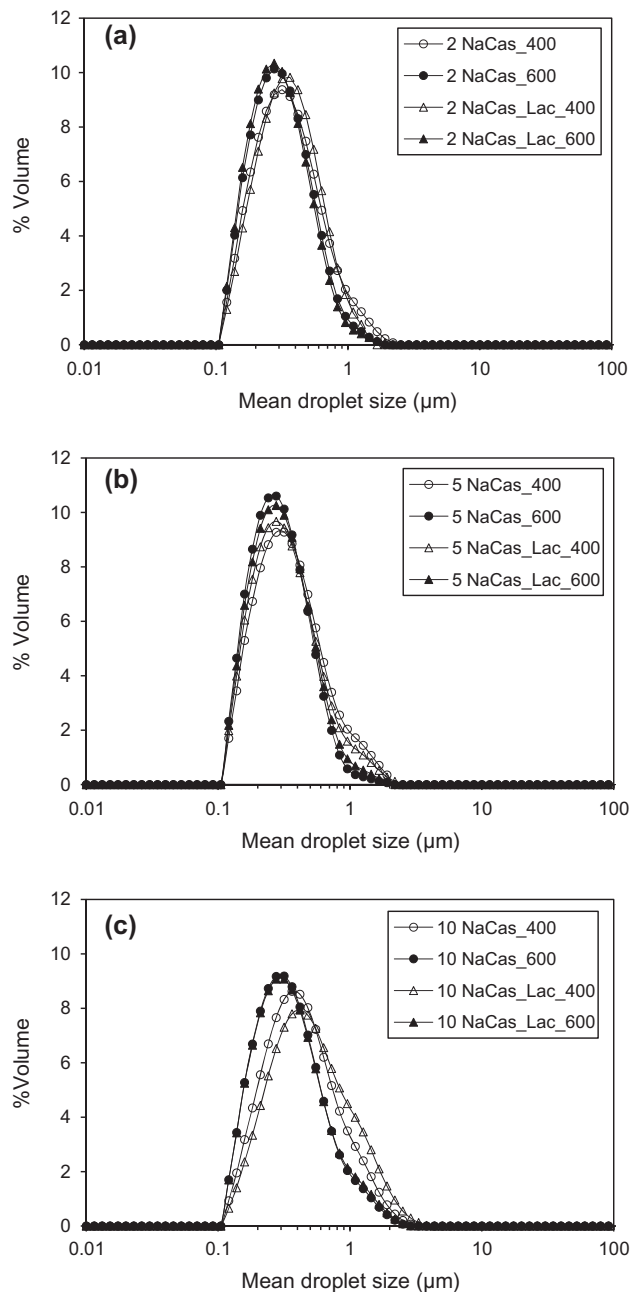 (a)
2 NaCas_400
2 NaCas_600
2 NaCas_Lac_400
2 NaCas_Lac_600
% Volume
12
10
8
6
4
2
0
0.01 0.1 1 10 100
Mean droplet size (µm)
(b)
5 NaCas_400
5 NaCas_600
5 NaCas_Lac_400
5 NaCas_Lac_600
% Volume
12
10
8
6
4
2
0
0.01 0.1 1 10 100
Mean droplet size (µm)
(c)
10 NaCas_400
10 NaCas_600
10 NaCas_Lac_400
10 NaCas_Lac_600
%Volume
12
10
8
6
4
2
0
0.01 0.1 1 10 100
Mean droplet size (µm)